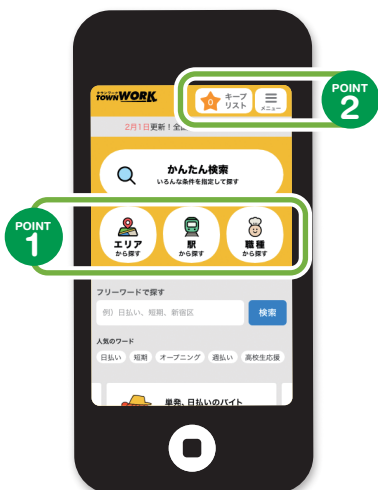 タウンワーク
TOWNWORK
0
キープ
リスト
メニュー
POINT
2
2月1日更新！
かんたん検索
いろんな条件を指定して探す
POINT
1
エリア
から探す
駅
から探す
職種
から探す
フリーワードで探す
例）日払い、短期、新宿区
検索
人気のワード
日払い
短期
オープニング
週払い
高校生応援
単発、日払いのバイト